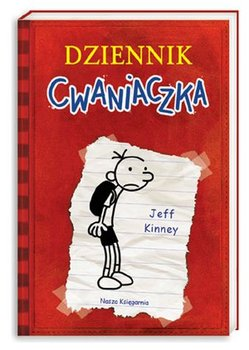 DZIENNIK
CWANIACZKA
Jeff
Kinney
Nasza Księgarnia